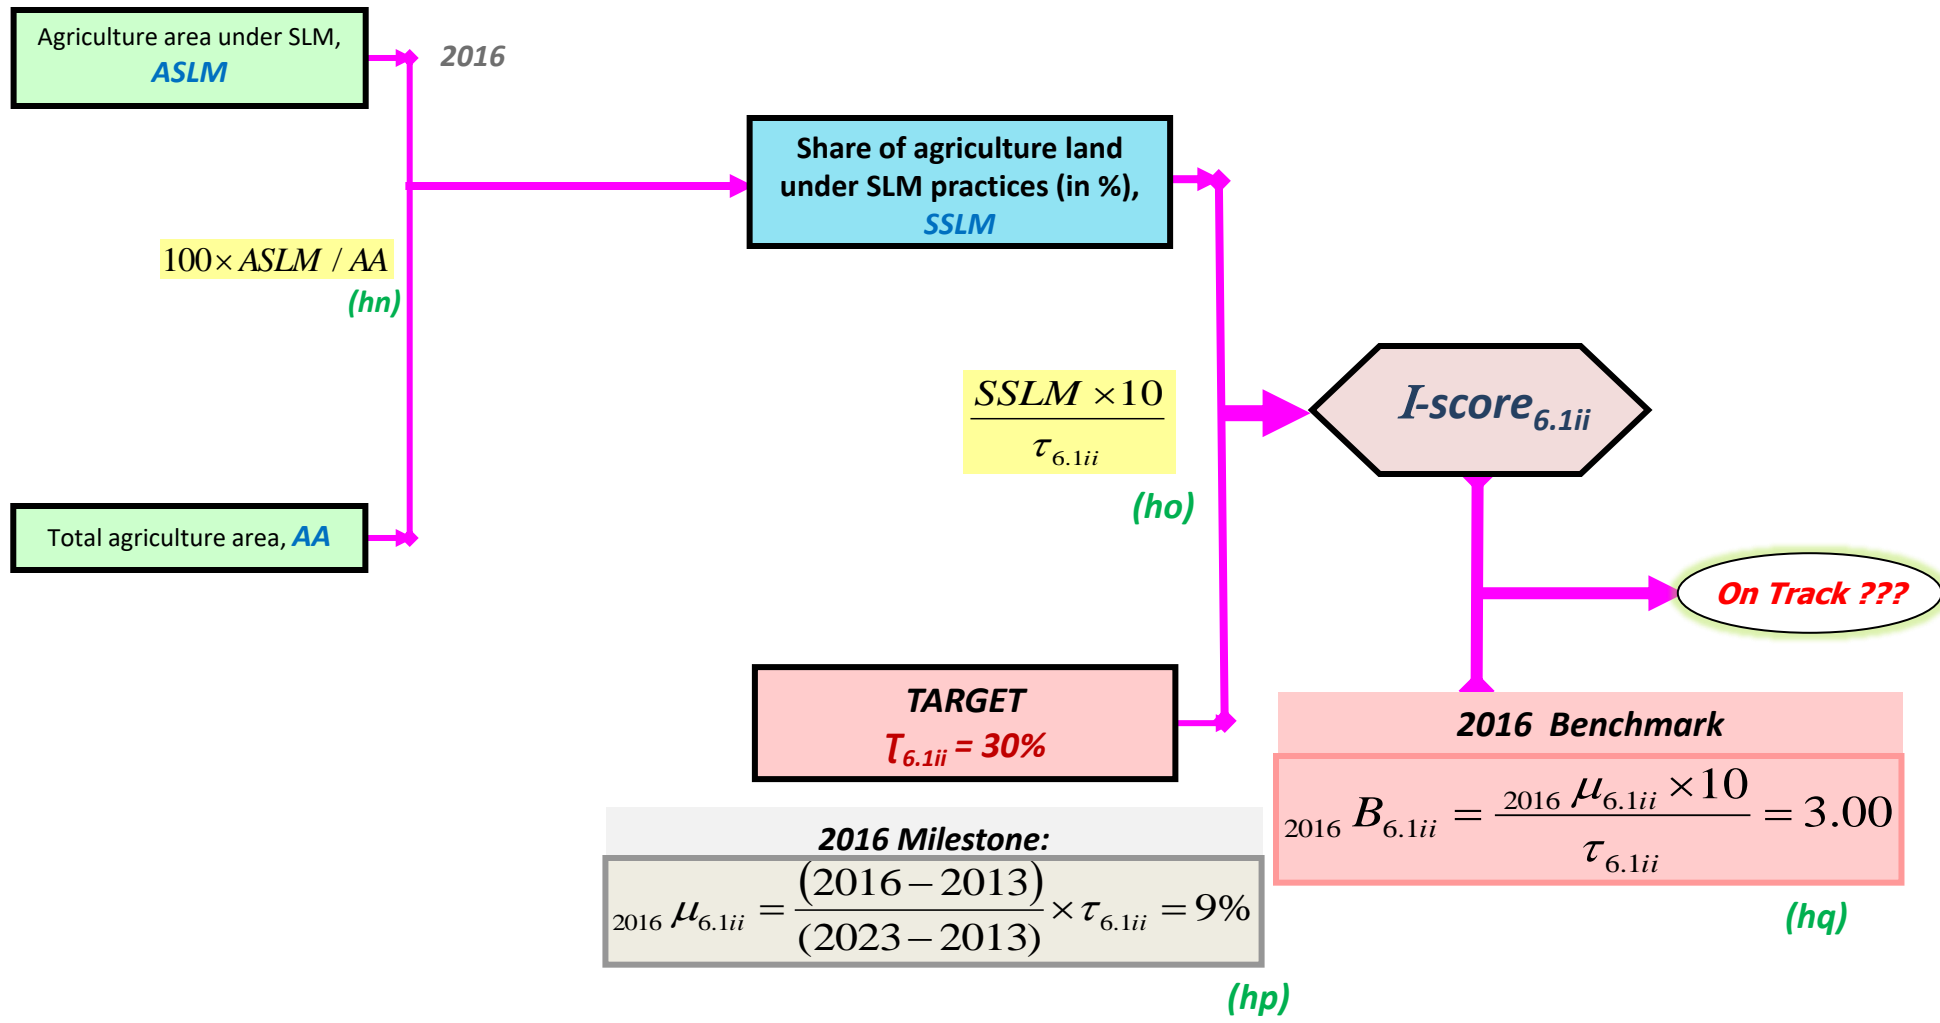 Agriculture area under SLM,
ASLM
2016
Share of agriculture land
under SLM practices (in %),
SSLM
100 × ASLM / AA
(hn)
SSLM × 10
τ6.1ii
(ho)
I-score6.1ii
Total agriculture area, AA
On Track ???
TARGET
τ6.1ii = 30%
2016 Benchmark
2016 B6.1ii = 2016 μ6.1ii × 10 / τ6.1ii = 3.00
(hq)
2016 Milestone:
2016 μ6.1ii = (2016 – 2013) / (2023 – 2013) × τ6.1ii = 9%
(hp)